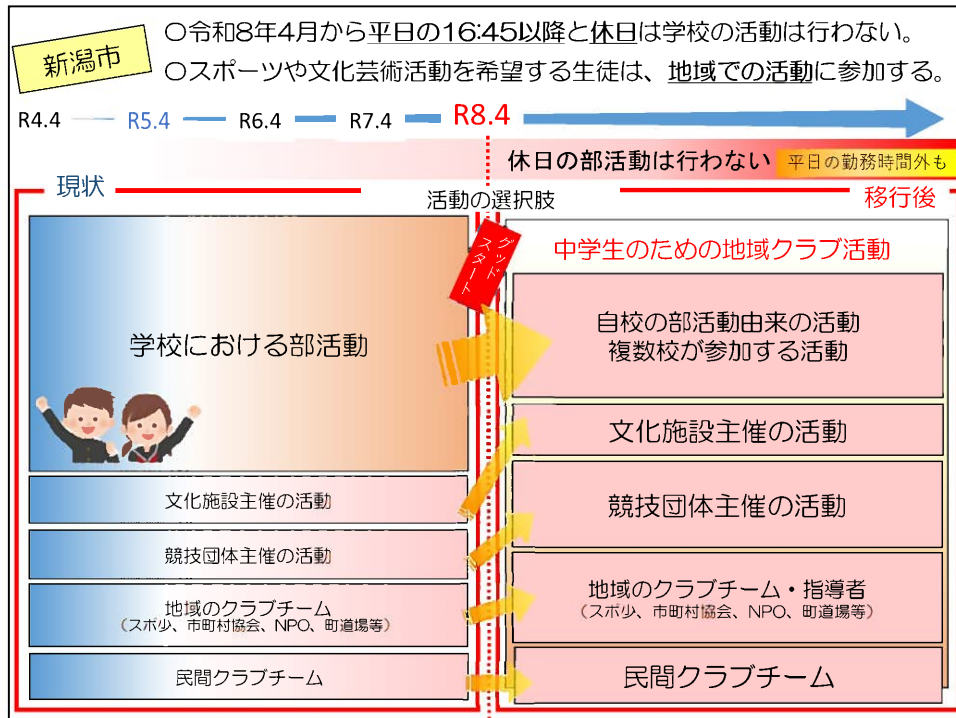 新潟市
〇令和8年4月から平日の16:45以降と休日は学校の活動は行わない。
〇スポーツや文化芸術活動を希望する生徒は、地域での活動に参加する。
R4.4 R5.4 R6.4 R7.4 R8.4
休日の部活動は行わない 平日の勤務時間外も
現状
活動の選択肢
移行後
グッド
スタート
学校における部活動
文化施設主催の活動
競技団体主催の活動
地域のクラブチーム
(スポ少、市町村協会、NPO、町道場等)
民間クラブチーム
中学生のための地域クラブ活動
自校の部活動由来の活動
複数校が参加する活動
文化施設主催の活動
競技団体主催の活動
地域のクラブチーム・指導者
(スポ少、市町村協会、NPO、町道場等)
民間クラブチーム